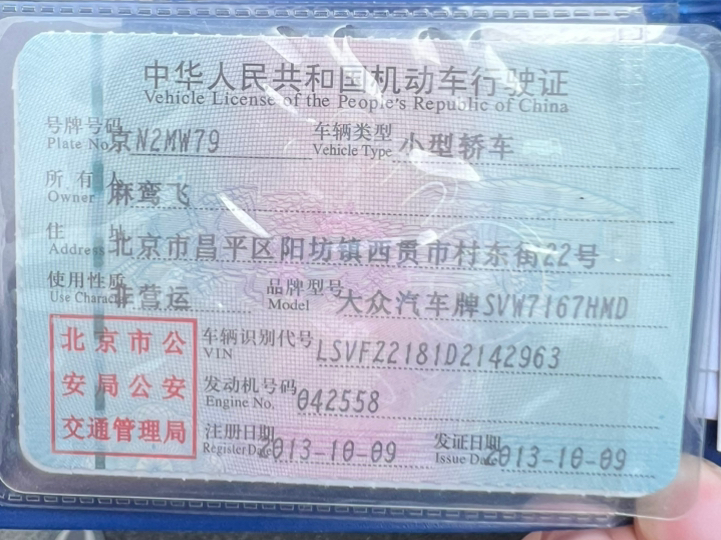 中华人民共和国机动车行驶证
Vehicle License of the People's Republic of China
号牌号码 京N2MW79 车辆类型 小型轿车
Plate No. Vehicle Type
所有人 麻鸾飞
Owner
住址 北京市昌平区阳坊镇西贯市村东街22号
Address
使用性质 非营运 品牌型号 大众汽车牌SVW7167HMD
Use Charac Model
北京市公 车辆识别代号 LSVFZ2181D2142963
VIN
安局公安 发动机号码 042558
Engine No.
交通管理局 注册日期 2013-10-09 发证日期 2013-10-09
Register Date Issue Date